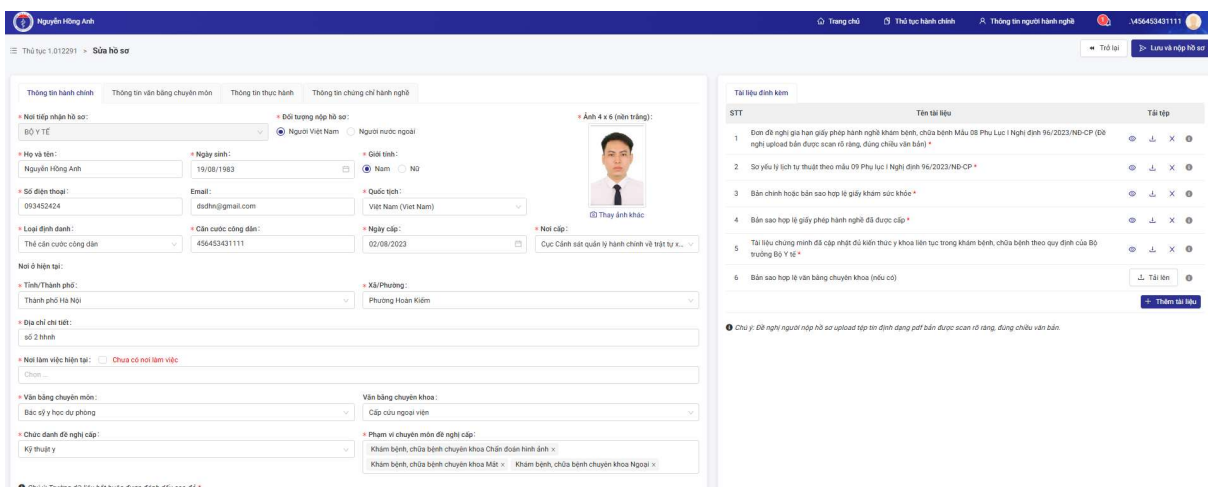 Nguyễn Hồng Anh
Trang chủ
Thủ tục hành chính
Thông tin người hành nghề
.\456453431111
Thủ tục 1.012291 > Sửa hồ sơ
Trở lại
Lưu và nộp hồ sơ
Thông tin hành chính
Thông tin văn bằng chuyên môn
Thông tin thực hành
Thông tin chứng chỉ hành nghề
* Nơi tiếp nhận hồ sơ:
BỘ Y TẾ
* Đối tượng nộp hồ sơ:
Người Việt Nam
Người nước ngoài
* Ảnh 4 x 6 (nền trắng):
* Họ và tên:
Nguyễn Hồng Anh
* Ngày sinh:
19/08/1983
* Giới tính:
Nam
Nữ
* Số điện thoại:
093452424
Email:
dsdhn@gmail.com
* Quốc tịch:
Việt Nam (Viet Nam)
Thay ảnh khác
* Loại định danh:
Thẻ căn cước công dân
* Căn cước công dân:
456453431111
* Ngày cấp:
02/08/2023
* Nơi cấp:
Cục Cảnh sát quản lý hành chính về trật tự x...
Nơi ở hiện tại:
* Tỉnh/Thành phố:
Thành phố Hà Nội
* Xã/Phường:
Phường Hoàn Kiếm
* Địa chỉ chi tiết:
số 2 hhnh
* Nơi làm việc hiện tại:
Chưa có nơi làm việc
Chọn ...
* Văn bằng chuyên môn:
Bác sỹ y học dự phòng
Văn bằng chuyên khoa:
Cấp cứu ngoại viện
* Chức danh đề nghị cấp:
Kỹ thuật y
* Phạm vi chuyên môn đề nghị cấp:
Khám bệnh, chữa bệnh chuyên khoa Chẩn đoán hình ảnh ×
Khám bệnh, chữa bệnh chuyên khoa Mắt ×
Khám bệnh, chữa bệnh chuyên khoa Ngoại ×
Tài liệu đính kèm
STT
Tên tài liệu
Tải tệp
1
Đơn đề nghị gia hạn giấy phép hành nghề khám bệnh, chữa bệnh Mẫu 08 Phụ Lục I Nghị định 96/2023/NĐ-CP (Đề
nghị upload bản được scan rõ ràng, đúng chiều văn bản) *
2
Sơ yếu lý lịch tự thuật theo mẫu 09 Phụ lục I Nghị định 96/2023/NĐ-CP *
3
Bản chính hoặc bản sao hợp lệ giấy khám sức khỏe *
4
Bản sao hợp lệ giấy phép hành nghề đã được cấp *
5
Tài liệu chứng minh đã cập nhật đủ kiến thức y khoa liên tục trong khám bệnh, chữa bệnh theo quy định của Bộ
trưởng Bộ Y tế *
6
Bản sao hợp lệ văn bằng chuyên khoa (nếu có)
Tải lên
+ Thêm tài liệu
Chú ý: Đề nghị người nộp hồ sơ upload tệp tin định dạng pdf bản được scan rõ ràng, đúng chiều văn bản.